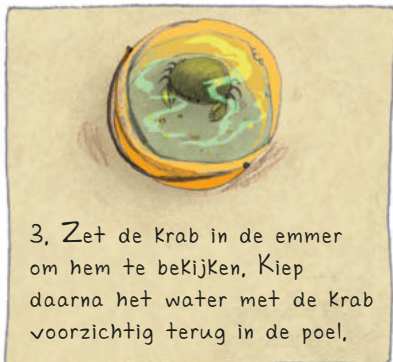 3. Zet de krab in de emmer
om hem te bekijken. Kiep
daarna het water met de krab
voorzichtig terug in de poel.